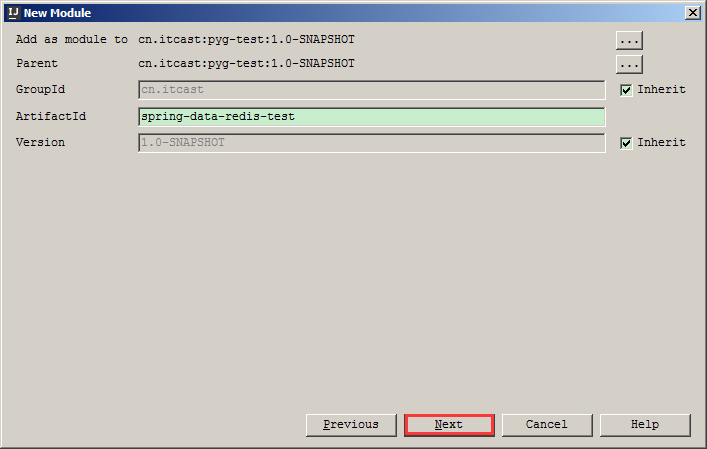 IJ New Module
Add as module to cn.itcast:pyg-test:1.0-SNAPSHOT ...
Parent cn.itcast:pyg-test:1.0-SNAPSHOT ...
GroupId cn.itcast Inherit
ArtifactId spring-data-redis-test
Version 1.0-SNAPSHOT Inherit
Previous Next Cancel Help